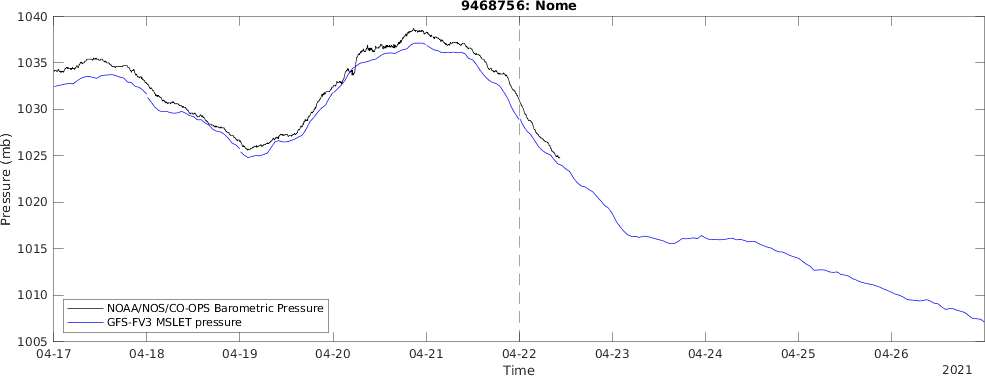 9468756: Nome
1040
1035
1030
1025
1020
1015
1010
1005
Pressure (mb)
NOAA/NOS/CO-OPS Barometric Pressure
GFS-FV3 MSLET pressure
04-17 04-18 04-19 04-20 04-21 04-22 04-23 04-24 04-25 04-26
Time
2021